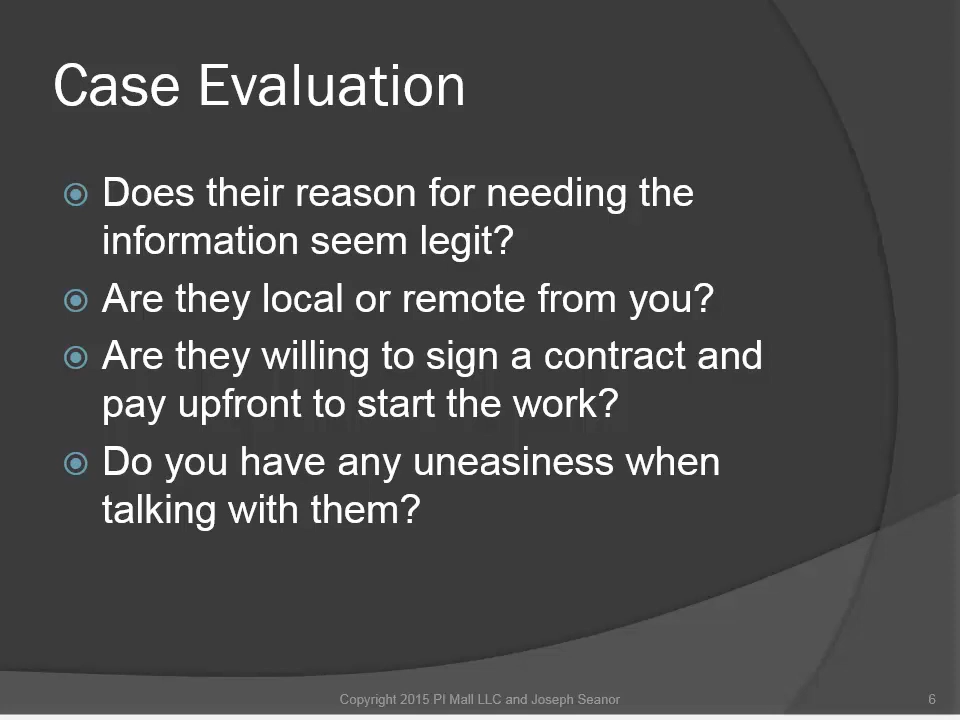 Case Evaluation
Does their reason for needing the
information seem legit?
Are they local or remote from you?
Are they willing to sign a contract and
pay upfront to start the work?
Do you have any uneasiness when
talking with them?
Copyright 2015 PI Mall LLC and Joseph Seanor
6